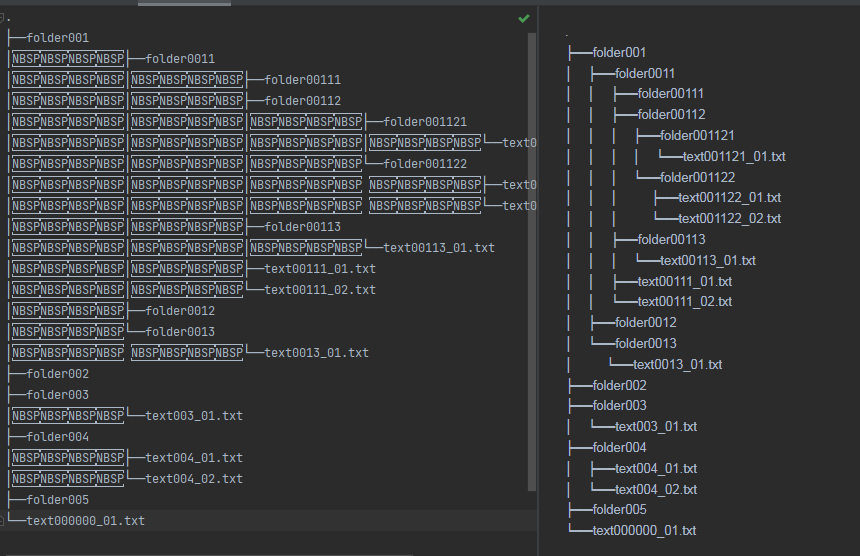 .
├──folder001
│NBSPNBSPNBSPNBSP├──folder0011
│NBSPNBSPNBSPNBSP│NBSPNBSPNBSPNBSP├──folder00111
│NBSPNBSPNBSPNBSP│NBSPNBSPNBSPNBSP├──folder00112
│NBSPNBSPNBSPNBSP│NBSPNBSPNBSPNBSP│NBSPNBSPNBSPNBSP├──folder001121
│NBSPNBSPNBSPNBSP│NBSPNBSPNBSPNBSP│NBSPNBSPNBSPNBSP│NBSPNBSPNBSPNBSP└──text0
│NBSPNBSPNBSPNBSP│NBSPNBSPNBSPNBSP│NBSPNBSPNBSPNBSP└──folder001122
│NBSPNBSPNBSPNBSP│NBSPNBSPNBSPNBSP│NBSPNBSPNBSPNBSP NBSPNBSPNBSPNBSP├──text0
│NBSPNBSPNBSPNBSP│NBSPNBSPNBSPNBSP│NBSPNBSPNBSPNBSP NBSPNBSPNBSPNBSP└──text0
│NBSPNBSPNBSPNBSP│NBSPNBSPNBSPNBSP├──folder00113
│NBSPNBSPNBSPNBSP│NBSPNBSPNBSPNBSP│NBSPNBSPNBSPNBSP└──text00113_01.txt
│NBSPNBSPNBSPNBSP│NBSPNBSPNBSPNBSP├──text00111_01.txt
│NBSPNBSPNBSPNBSP│NBSPNBSPNBSPNBSP└──text00111_02.txt
│NBSPNBSPNBSPNBSP├──folder0012
│NBSPNBSPNBSPNBSP└──folder0013
│NBSPNBSPNBSPNBSP NBSPNBSPNBSPNBSP└──text0013_01.txt
├──folder002
├──folder003
│NBSPNBSPNBSPNBSP└──text003_01.txt
├──folder004
│NBSPNBSPNBSPNBSP├──text004_01.txt
│NBSPNBSPNBSPNBSP└──text004_02.txt
├──folder005
└──text000000_01.txt
.
├──folder001
│    ├──folder0011
│    │    ├──folder00111
│    │    ├──folder00112
│    │    │    ├──folder001121
│    │    │    │    └──text001121_01.txt
│    │    │    └──folder001122
│    │    │         ├──text001122_01.txt
│    │    │         └──text001122_02.txt
│    │    ├──folder00113
│    │    │    └──text00113_01.txt
│    │    ├──text00111_01.txt
│    │    └──text00111_02.txt
│    ├──folder0012
│    └──folder0013
│         └──text0013_01.txt
├──folder002
├──folder003
│    └──text003_01.txt
├──folder004
│    ├──text004_01.txt
│    └──text004_02.txt
├──folder005
└──text000000_01.txt